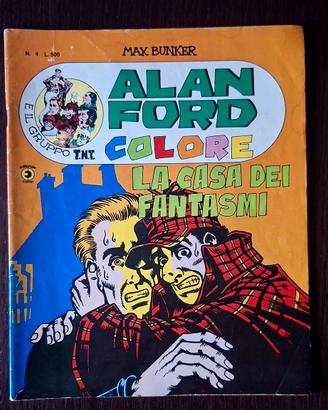 MAX BUNKER
N. 4 L. 500
ALAN
FORD
E IL GRUPPO T.N.T.
COLORE
LA CASA DEI
FANTASMI